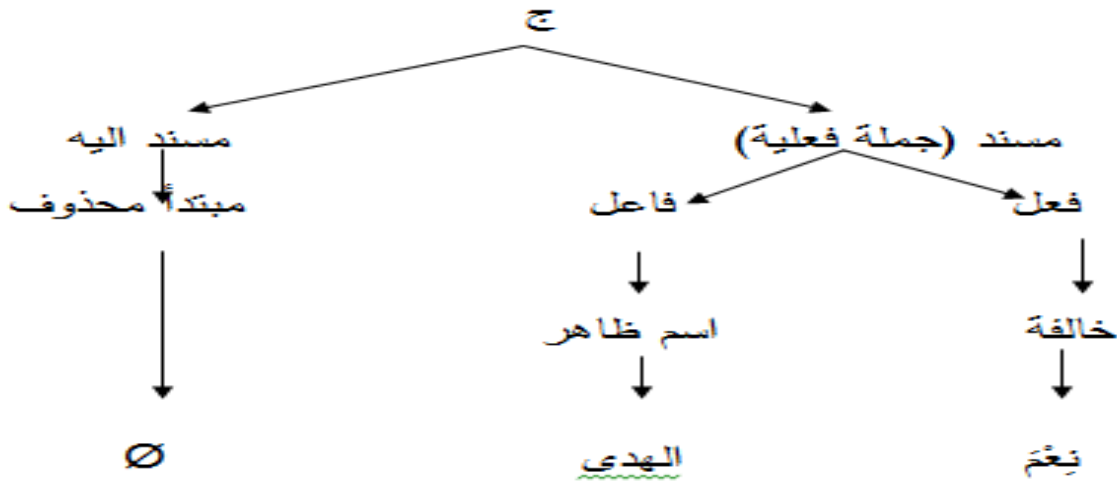 ج
مسند (جملة فعلية) مسند اليه
فعل فاعل مبتدأ محذوف
خالفة اسم ظاهر
نِعْمَ الهدى Ø